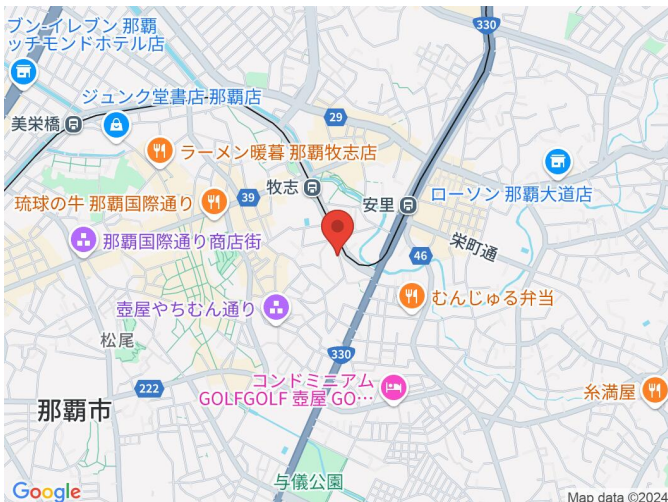 ブン-イレブン 那覇
ッチモンドホテル店
330
ジュンク堂書店 那覇店
美栄橋
29
ラーメン暖暮 那覇牧志店
牧志
ローソン 那覇大道店
琉球の牛 那覇国際通り
39
安里
那覇国際通り商店街
栄町通
46
壺屋やちむん通り
むんじゅる弁当
松尾
330
222
コンドミニアム
GOLFGOLF 壺屋 GO…
糸満屋
那覇市
与儀公園
Google
Map data ©2024